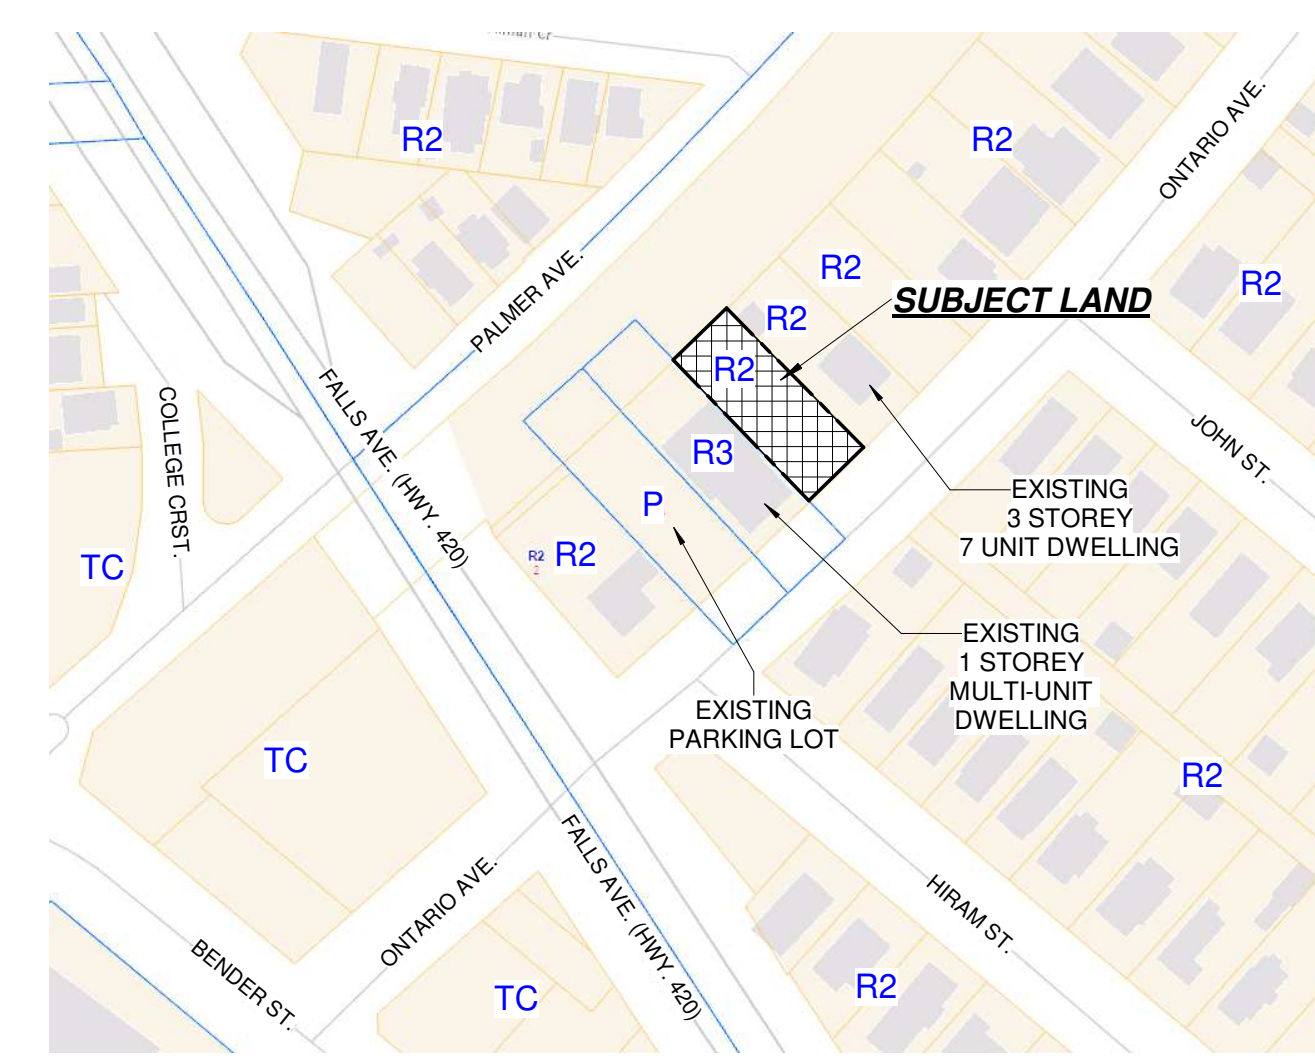 R2
R2
ONTARIO AVE.
R2
R2
PALMER AVE.
SUBJECT LAND
R2
R2
COLLEGE CRST.
FALLS AVE. (HWY. 420)
JOHN ST.
R3
P
EXISTING
3 STOREY
7 UNIT DWELLING
R2
2
R2
TC
EXISTING
1 STOREY
MULTI-UNIT
DWELLING
EXISTING
PARKING LOT
TC
R2
FALLS AVE. (HWY. 420)
ONTARIO AVE.
HIRAM ST.
BENDER ST.
TC
R2